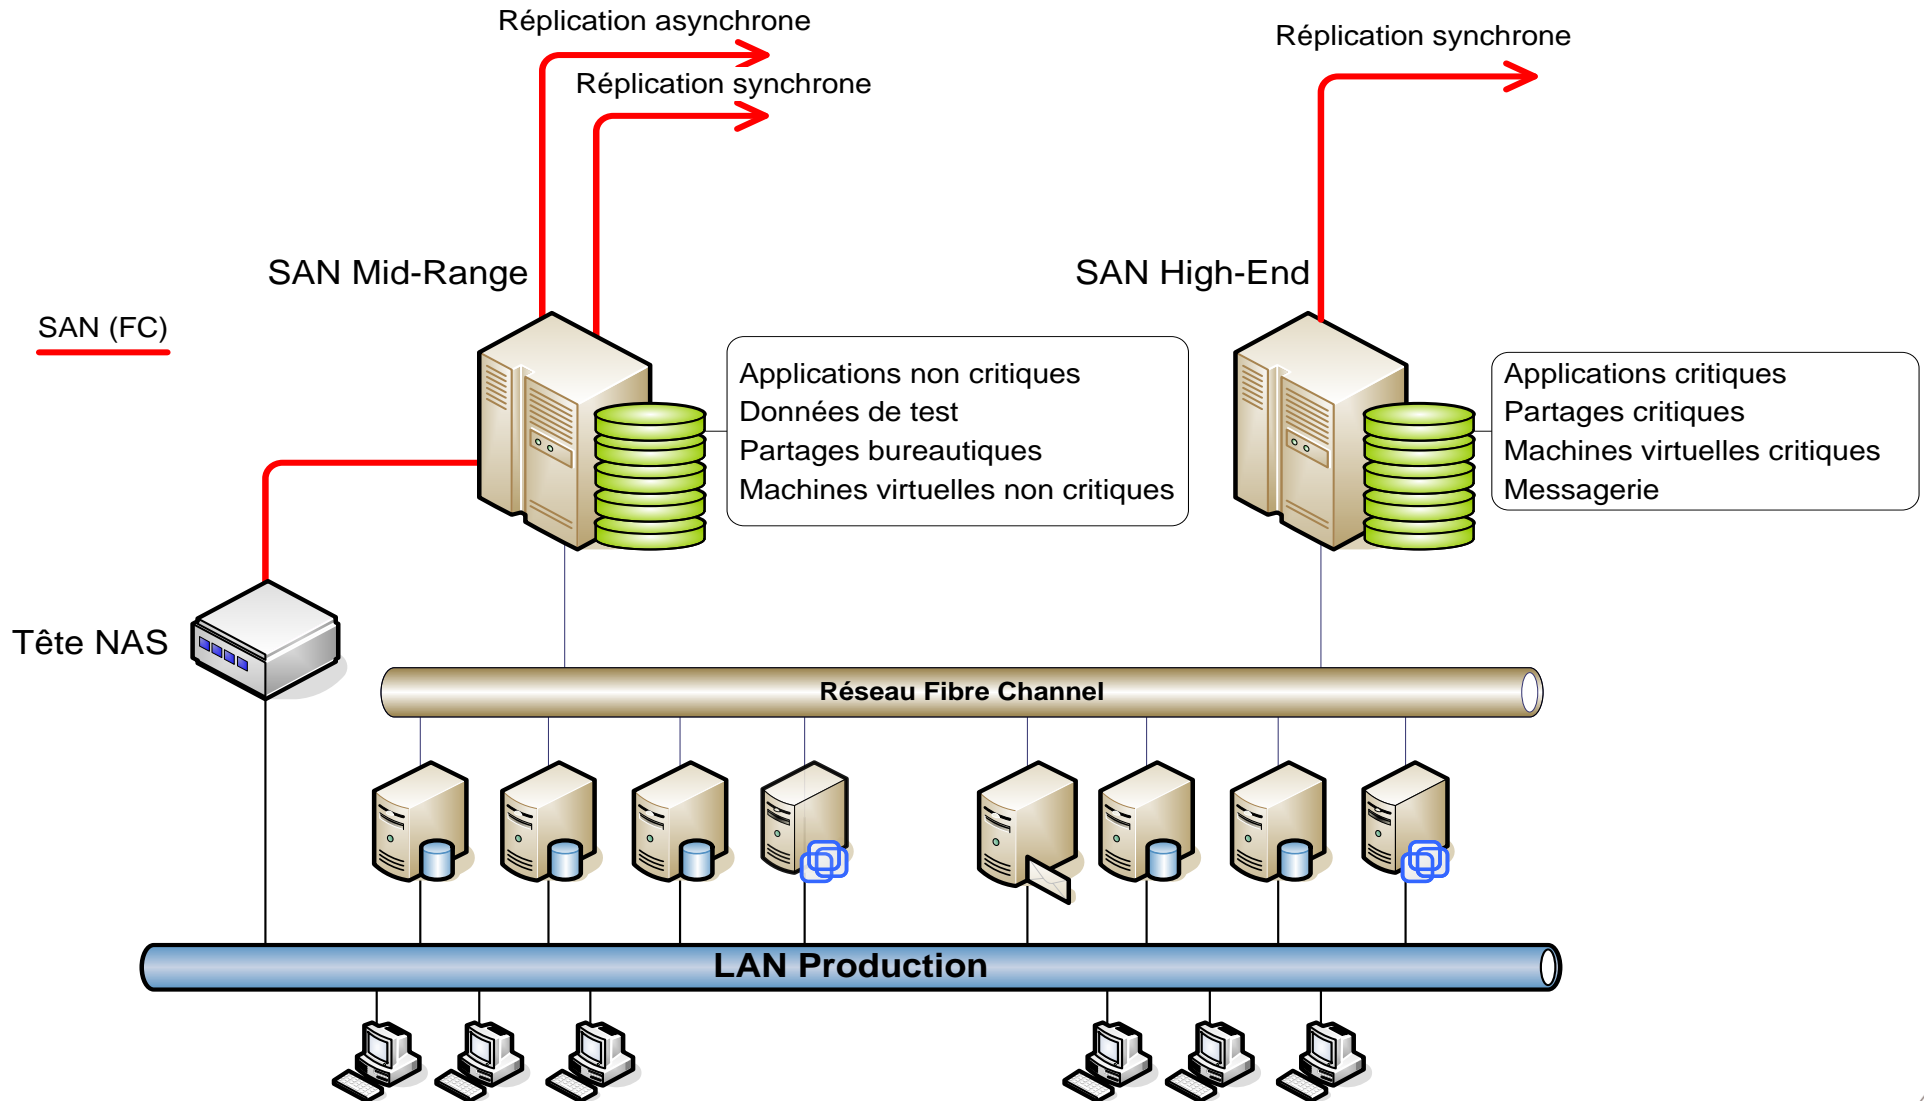 Réplication asynchrone
Réplication synchrone
Réplication synchrone
SAN Mid-Range
SAN High-End
SAN (FC)
Applications non critiques
Données de test
Partages bureautiques
Machines virtuelles non critiques
Applications critiques
Partages critiques
Machines virtuelles critiques
Messagerie
Tête NAS
Réseau Fibre Channel
LAN Production